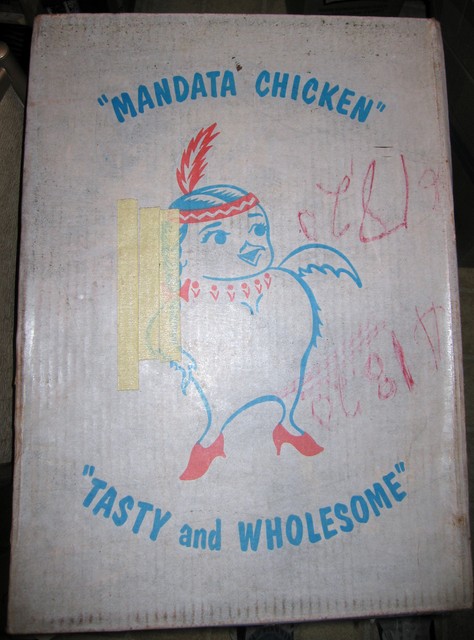 "MANDATA CHICKEN"
"TASTY and WHOLESOME"